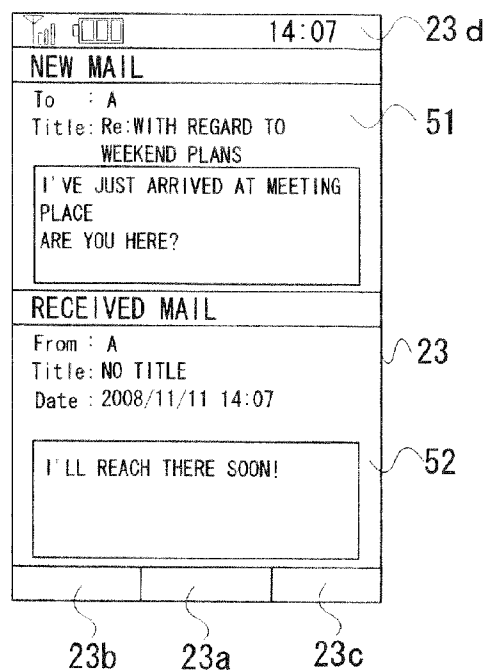 14:07
23d
NEW MAIL
To : A
51
Title: Re:WITH REGARD TO
WEEKEND PLANS
I'VE JUST ARRIVED AT MEETING
PLACE
ARE YOU HERE?
RECEIVED MAIL
From : A
23
Title: NO TITLE
Date : 2008/11/11 14:07
I'LL REACH THERE SOON!
52
23b 23a 23c